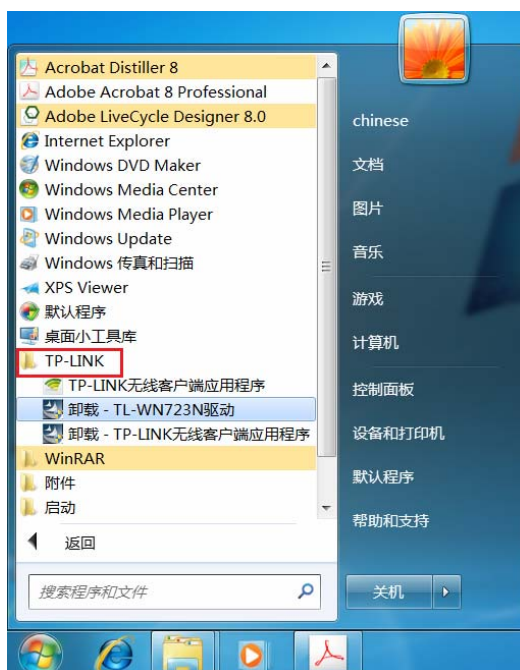 Acrobat Distiller 8
Adobe Acrobat 8 Professional
Adobe LiveCycle Designer 8.0
Internet Explorer
Windows DVD Maker
Windows Media Center
Windows Media Player
Windows Update
Windows 传真和扫描
XPS Viewer
默认程序
桌面小工具库
TP-LINK
TP-LINK无线客户端应用程序
卸载 - TL-WN723N驱动
卸载 - TP-LINK无线客户端应用程序
WinRAR
附件
启动
返回
搜索程序和文件
chinese
文档
图片
音乐
游戏
计算机
控制面板
设备和打印机
默认程序
帮助和支持
关机